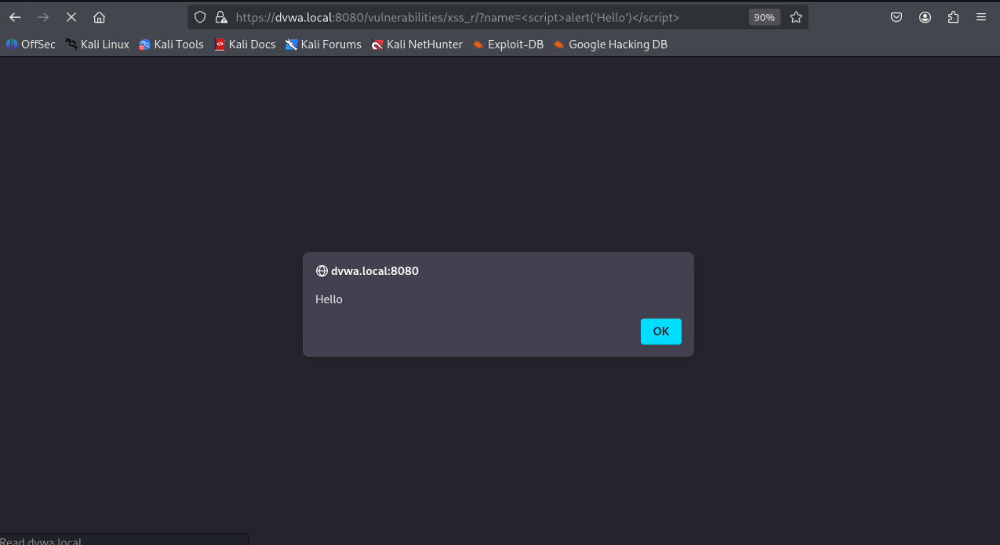 https://dvwa.local:8080/vulnerabilities/xss_r/?name=<script>alert('Hello')</script> 90%
OffSec Kali Linux Kali Tools Kali Docs Kali Forums Kali NetHunter Exploit-DB Google Hacking DB
dvwa.local:8080
Hello
OK
Read dvwa.local